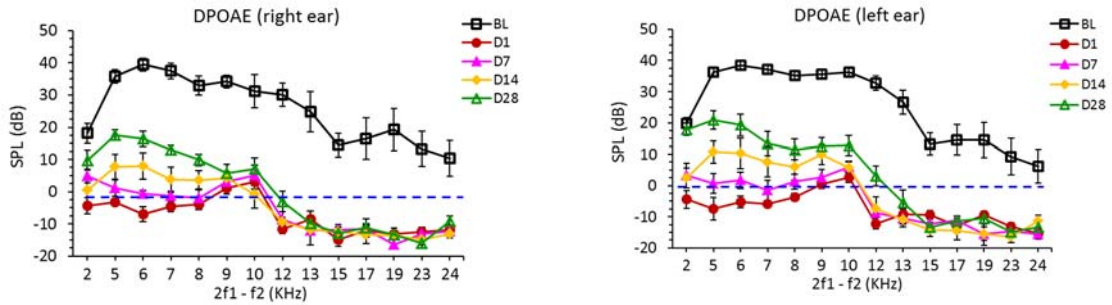 DPOAE (right ear)
50
40
30
20
10
0
-10
-20
SPL (dB)
2 5 6 7 8 9 10 12 13 15 17 19 23 24
2f1 - f2 (KHz)
BL
D1
D7
D14
D28
DPOAE (left ear)
50
40
30
20
10
0
-10
-20
SPL (dB)
2 5 6 7 8 9 10 12 13 15 17 19 23 24
2f1 - f2 (KHz)
BL
D1
D7
D14
D28